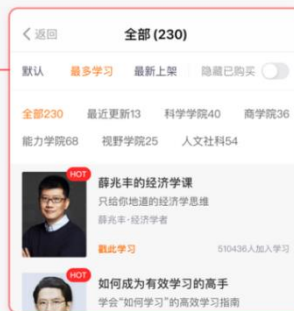 返回
全部 (230)
默认 最多学习 最新上架 隐藏已购买
全部230 最近更新13 科学学院40 商学院36
能力学院68 视野学院25 人文社科54
HOT
薛兆丰的经济学课
只给你地道的经济学思维
薛兆丰·经济学者
戳此学习 510436人加入学习
HOT
如何成为有效学习的高手
学会“如何学习”的高效学习指南